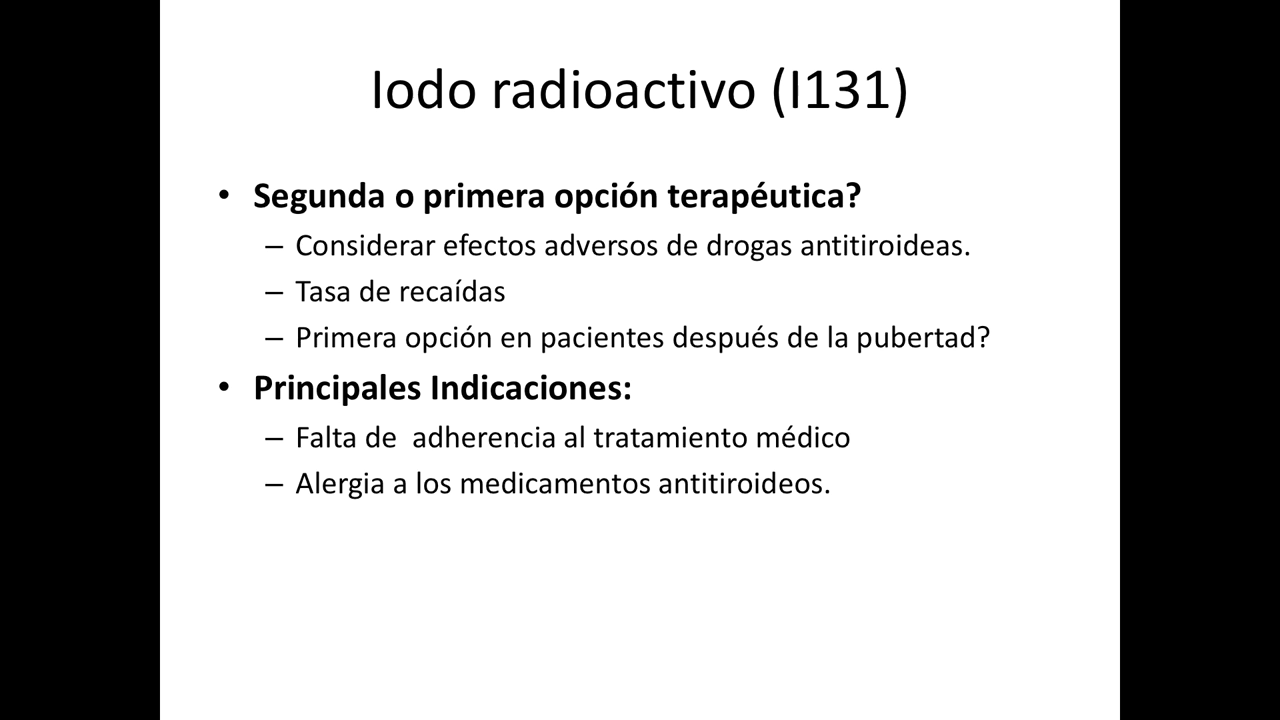 Iodo radioactivo (I131)
• Segunda o primera opción terapéutica?
– Considerar efectos adversos de drogas antitiroideas.
– Tasa de recaídas
– Primera opción en pacientes después de la pubertad?
• Principales Indicaciones:
– Falta de  adherencia al tratamiento médico
– Alergia a los medicamentos antitiroideos.